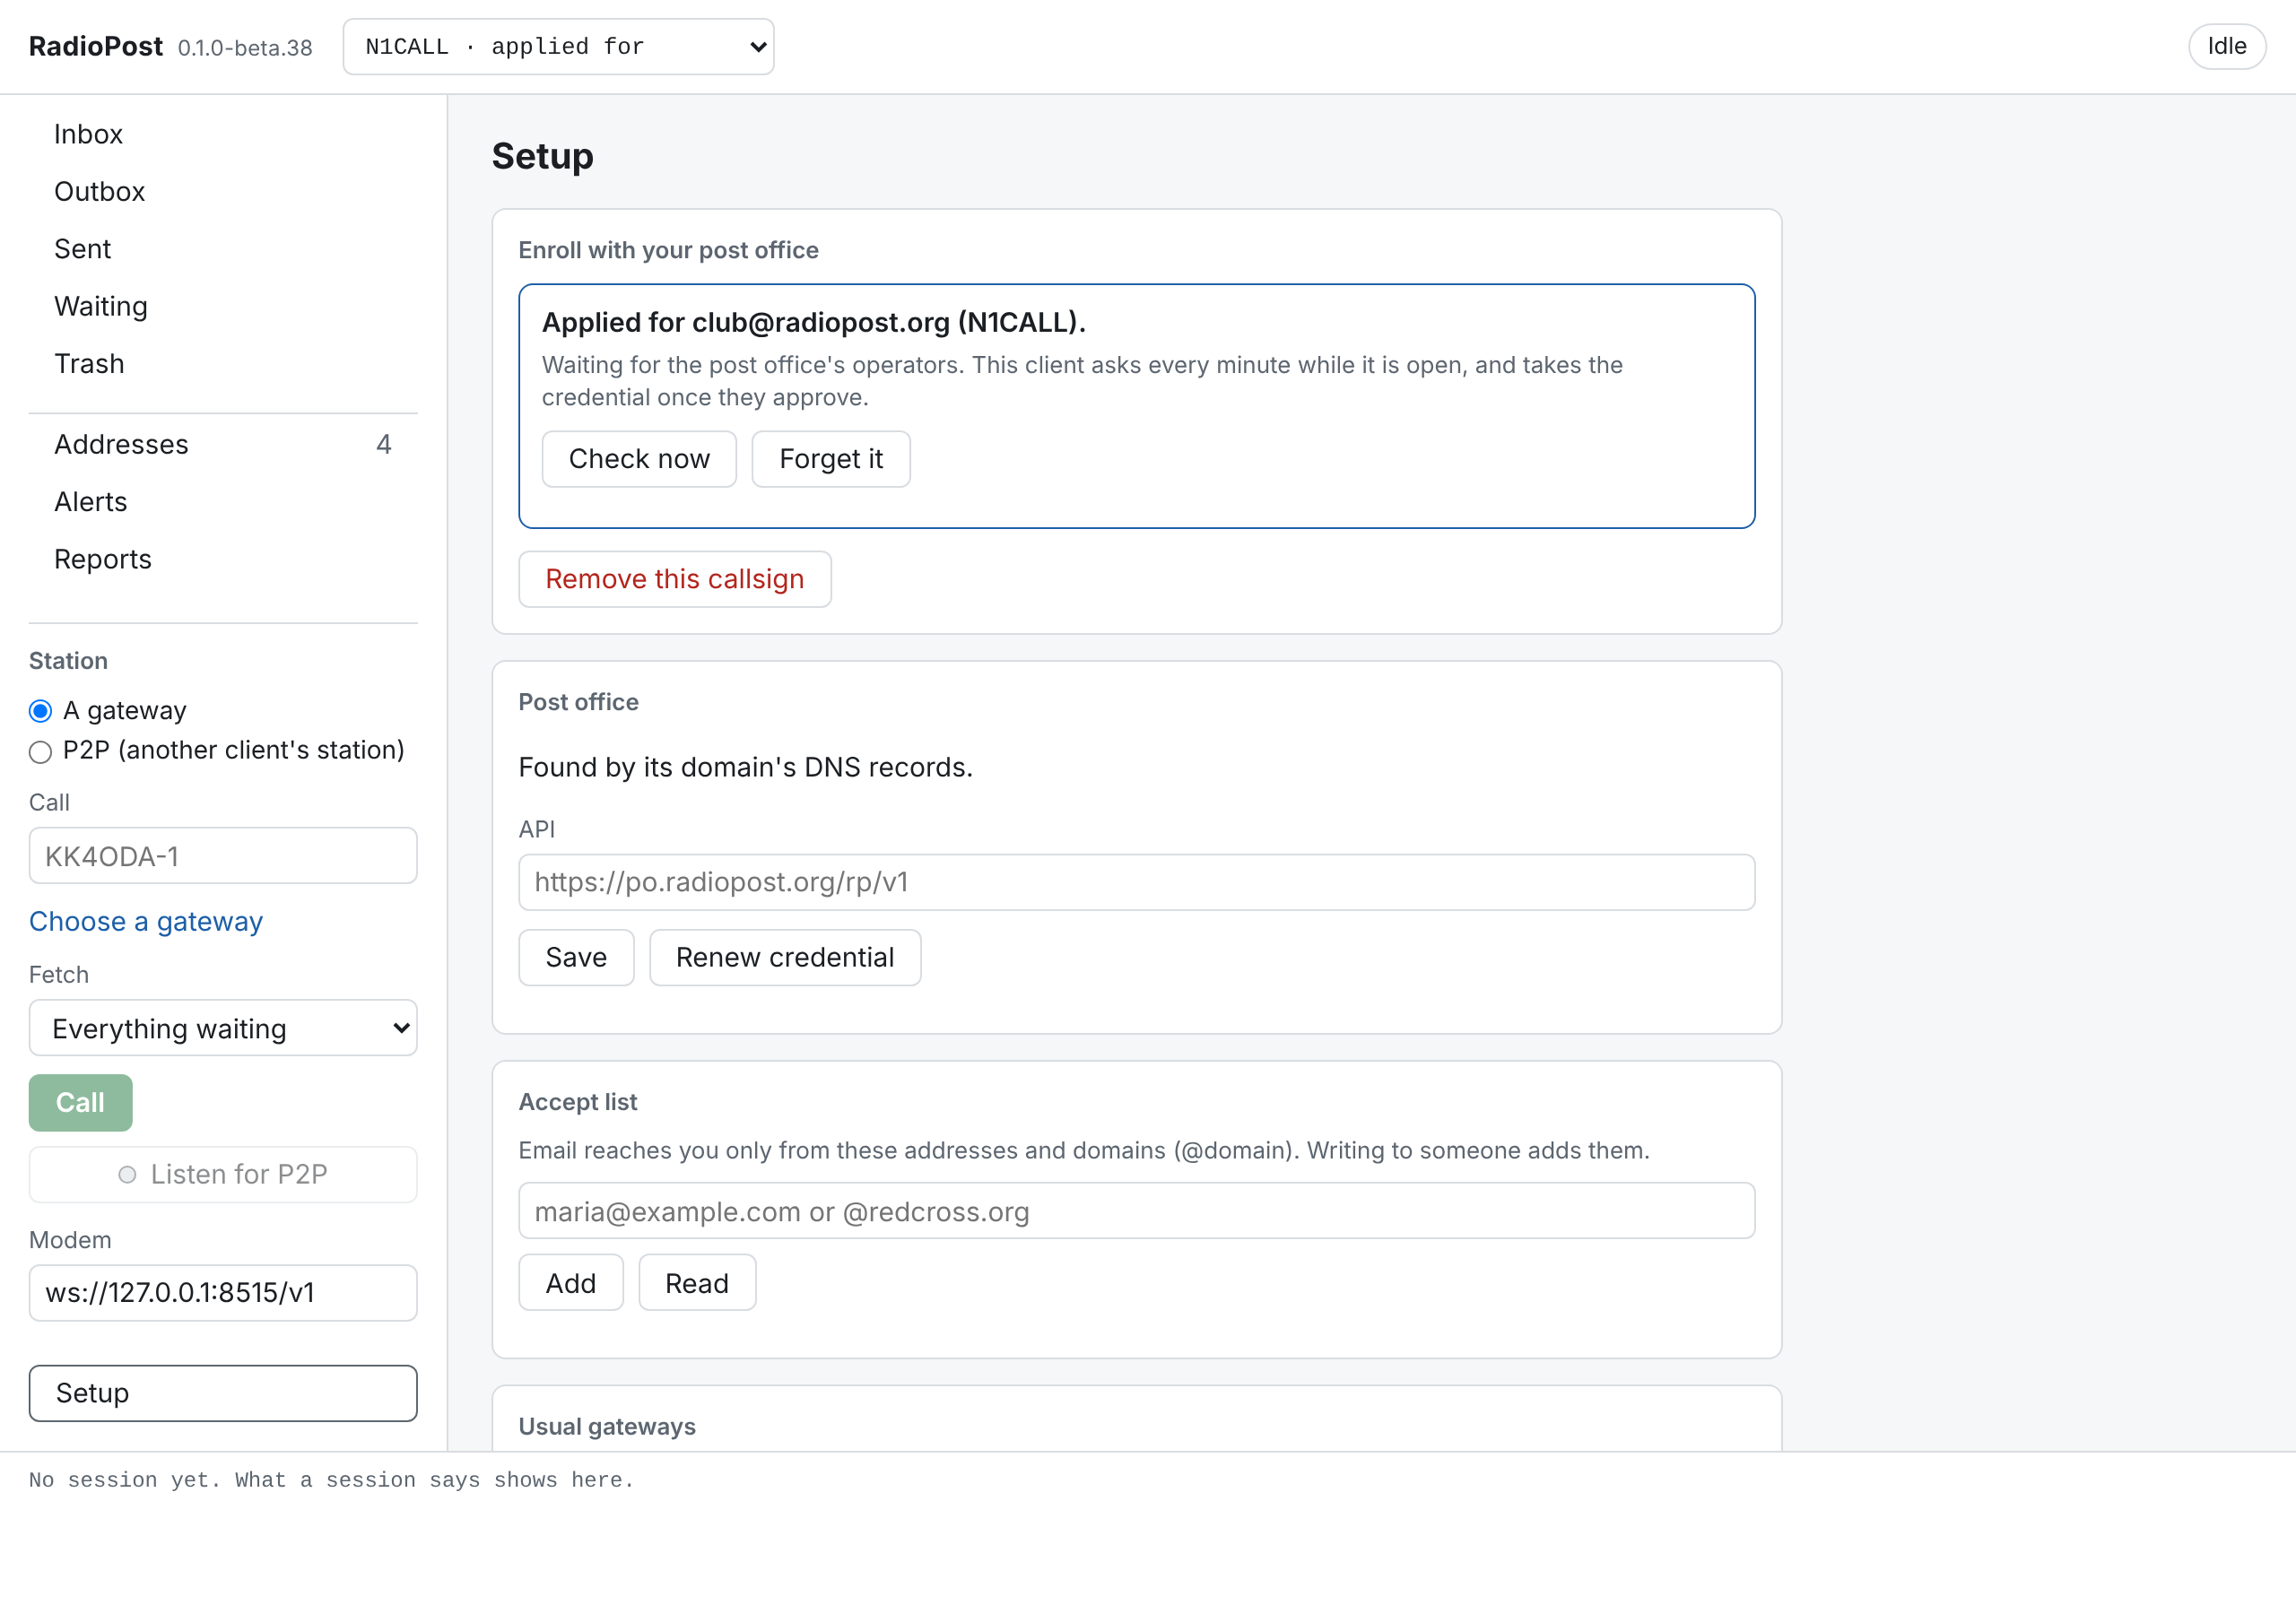 RadioPost 0.1.0-beta.38
N1CALL · applied for
Idle
Inbox
Outbox
Sent
Waiting
Trash
Addresses 4
Alerts
Reports
Station
A gateway
P2P (another client's station)
Call
KK4ODA-1
Choose a gateway
Fetch
Everything waiting
Call
Listen for P2P
Modem
ws://127.0.0.1:8515/v1
Setup
Setup
Enroll with your post office
Applied for club@radiopost.org (N1CALL).
Waiting for the post office's operators. This client asks every minute while it is open, and takes the
credential once they approve.
Check now
Forget it
Remove this callsign
Post office
Found by its domain's DNS records.
API
https://po.radiopost.org/rp/v1
Save
Renew credential
Accept list
Email reaches you only from these addresses and domains (@domain). Writing to someone adds them.
maria@example.com or @redcross.org
Add
Read
Usual gateways
No session yet. What a session says shows here.